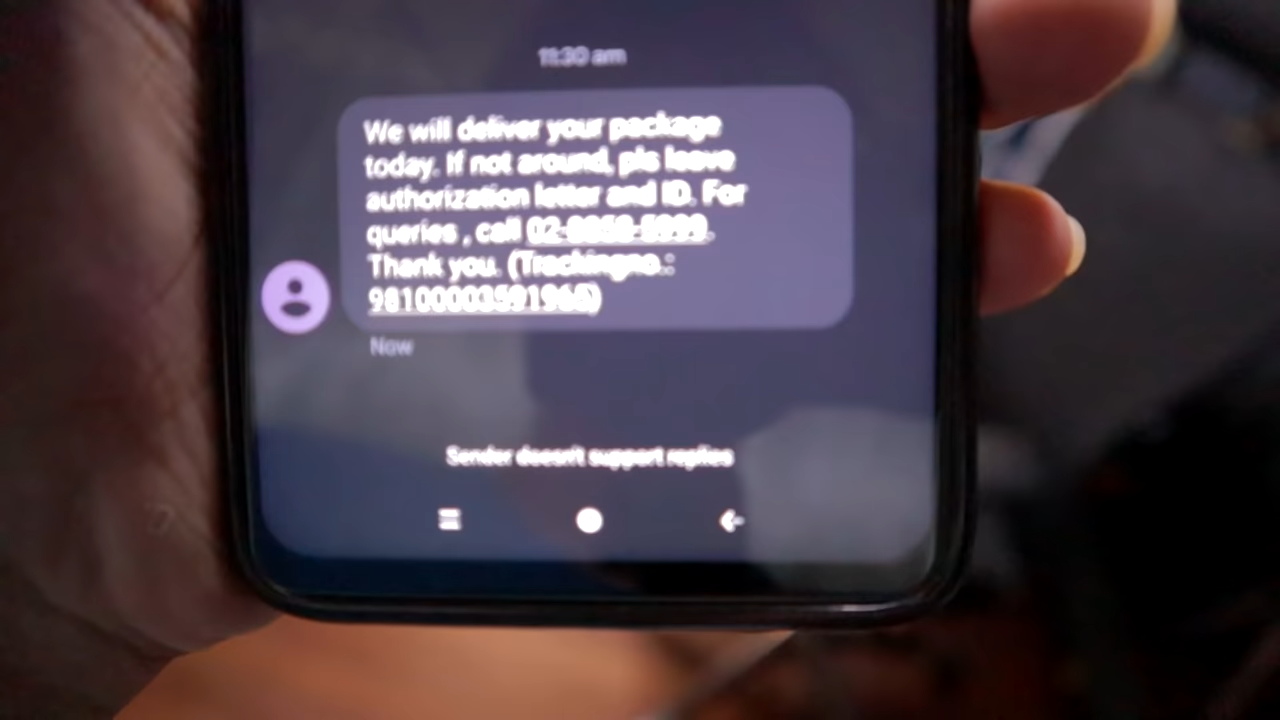 11:30 am
We will deliver your package
today. If not around, pls leave
authorization letter and ID. For
queries , call
Thank you. (Trackingno.:
Now
Sender doesn't support replies